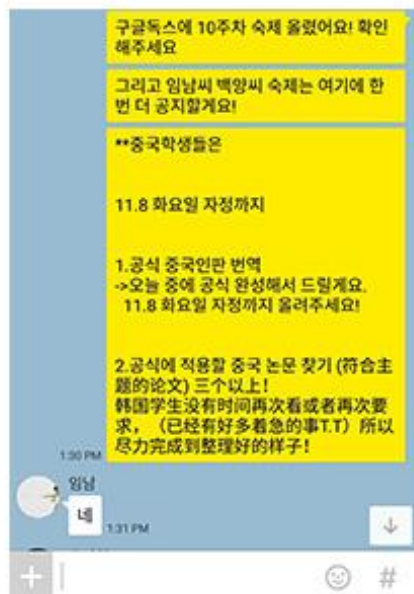 구글독스에 10주차 숙제 올렸어요! 확인
해주세요
그리고 임남씨 백양씨 숙제는 여기에 한
번 더 공지할게요!
**중국학생들은
11.8 화요일 자정까지
1.공식 중국인판 번역
->오늘 중에 공식 완성해서 드릴게요.
11.8 화요일 자정까지 올려주세요!
2.공식에 적용할 중국 논문 찾기 (符合主
题的论文) 三个以上!
韩国学生没有时间再次看或者再次要
求，（已经有好多着急的事T.T）所以
尽力完成到整理好的样子!
1:30 PM
임남
네
1:31 PM